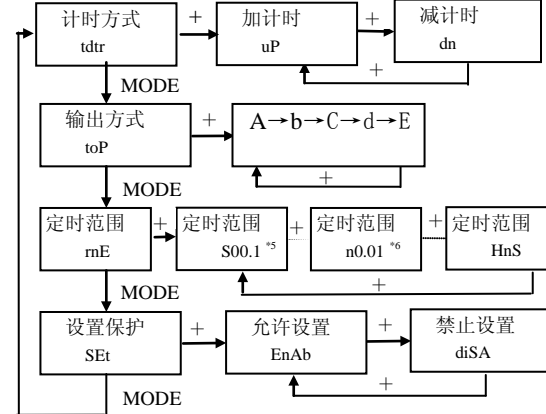 计时方式 + 加计时 + 减计时
tdtr uP dn
+
MODE
输出方式 + A→b→C→d→E
toP
+
MODE
定时范围 + 定时范围 + 定时范围 + 定时范围
rnE S00.1 *5 n0.01 *6 HnS
+
MODE
设置保护 + 允许设置 + 禁止设置
SEt EnAb diSA
+
MODE